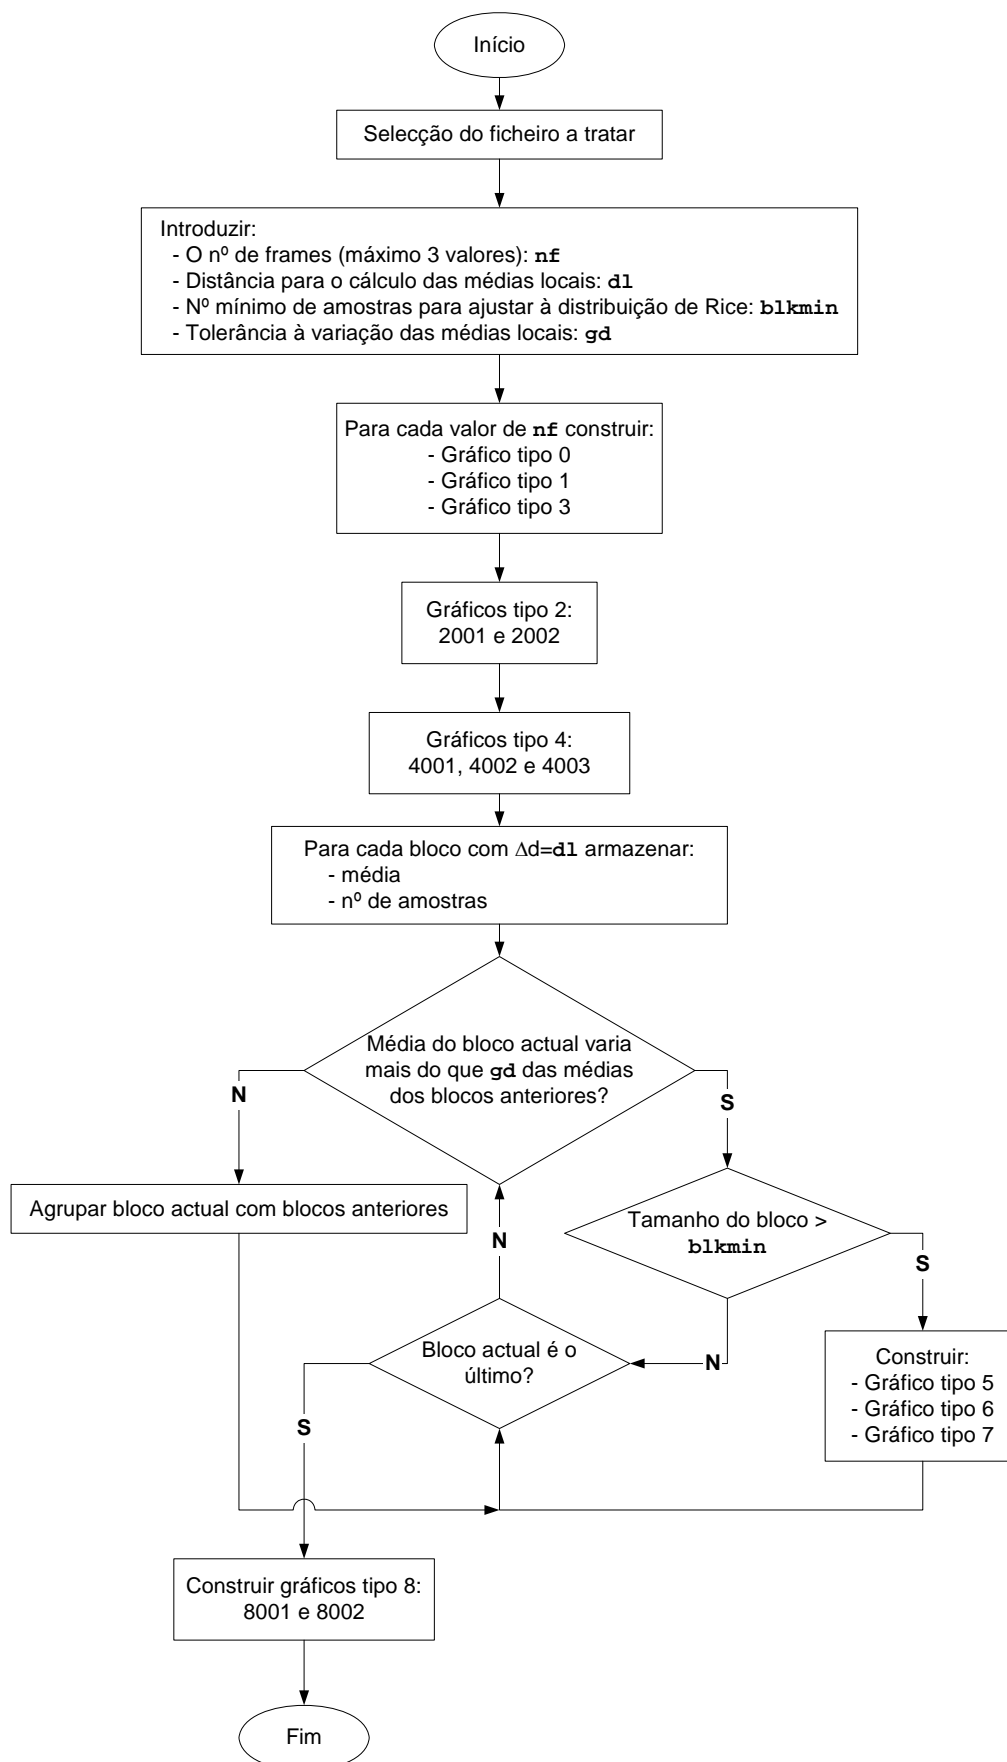 Início
Selecção do ficheiro a tratar
Introduzir:
- O nº de frames (máximo 3 valores): nf
- Distância para o cálculo das médias locais: dl
- Nº mínimo de amostras para ajustar à distribuição de Rice: blkmin
- Tolerância à variação das médias locais: gd
Para cada valor de nf construir:
- Gráfico tipo 0
- Gráfico tipo 1
- Gráfico tipo 3
Gráficos tipo 2:
2001 e 2002
Gráficos tipo 4:
4001, 4002 e 4003
Para cada bloco com Δd=dl armazenar:
- média
- nº de amostras
Média do bloco actual varia
mais do que gd das médias
dos blocos anteriores?
N
S
Agrupar bloco actual com blocos anteriores
Tamanho do bloco >
blkmin
N
S
Bloco actual é o
último?
N
S
Construir:
- Gráfico tipo 5
- Gráfico tipo 6
- Gráfico tipo 7
Construir gráficos tipo 8:
8001 e 8002
Fim